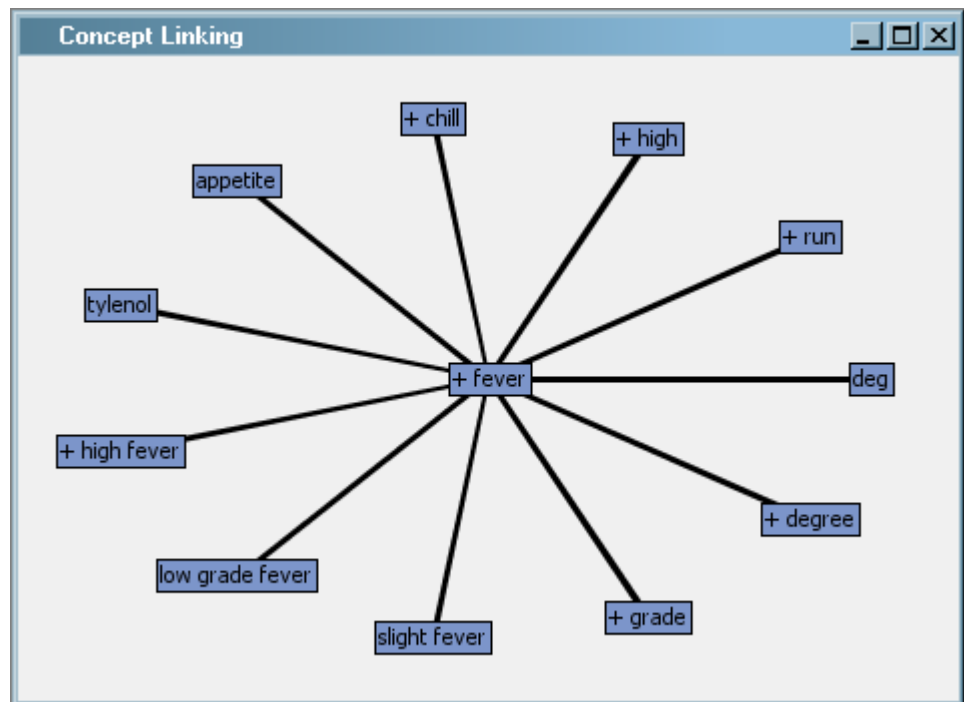 Concept Linking
+ chill
+ high
appetite
+ run
tylenol
+ fever
deg
+ high fever
+ degree
low grade fever
+ grade
slight fever